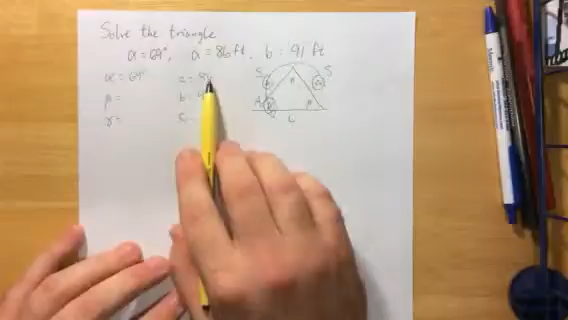 Solve the triangle
α = 69°, a = 86 ft, b = 91 ft
α = 69° a = 86
β = b =
γ = c =
S S
A
c